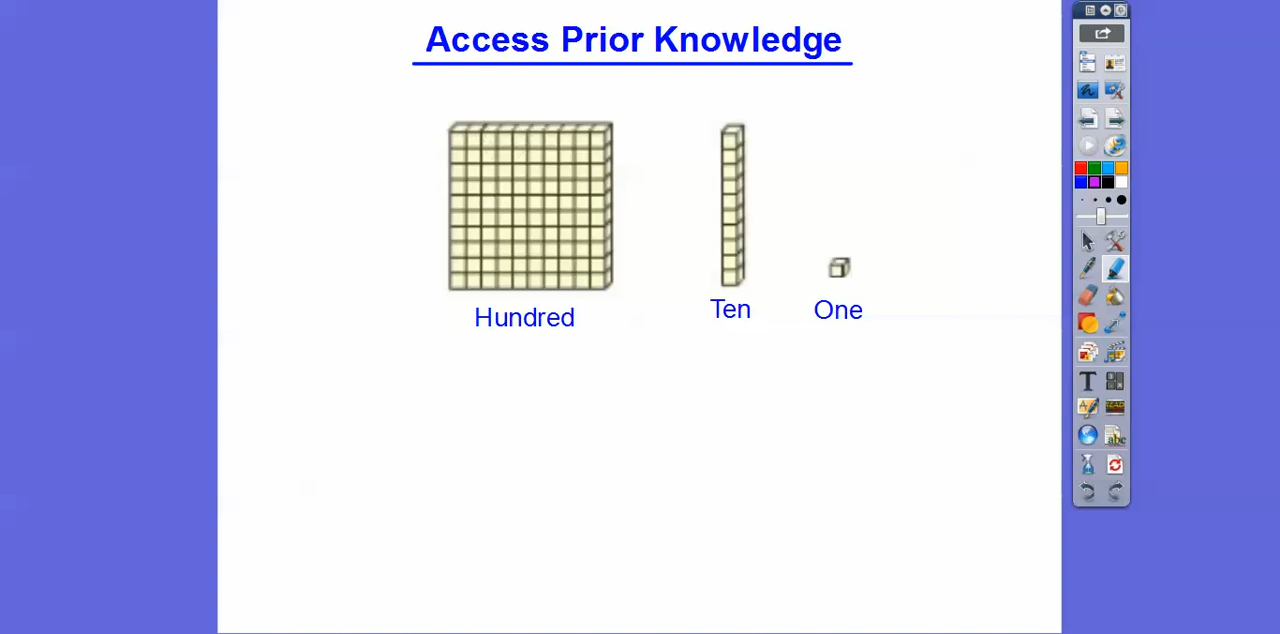 Access Prior Knowledge
Hundred
Ten
One